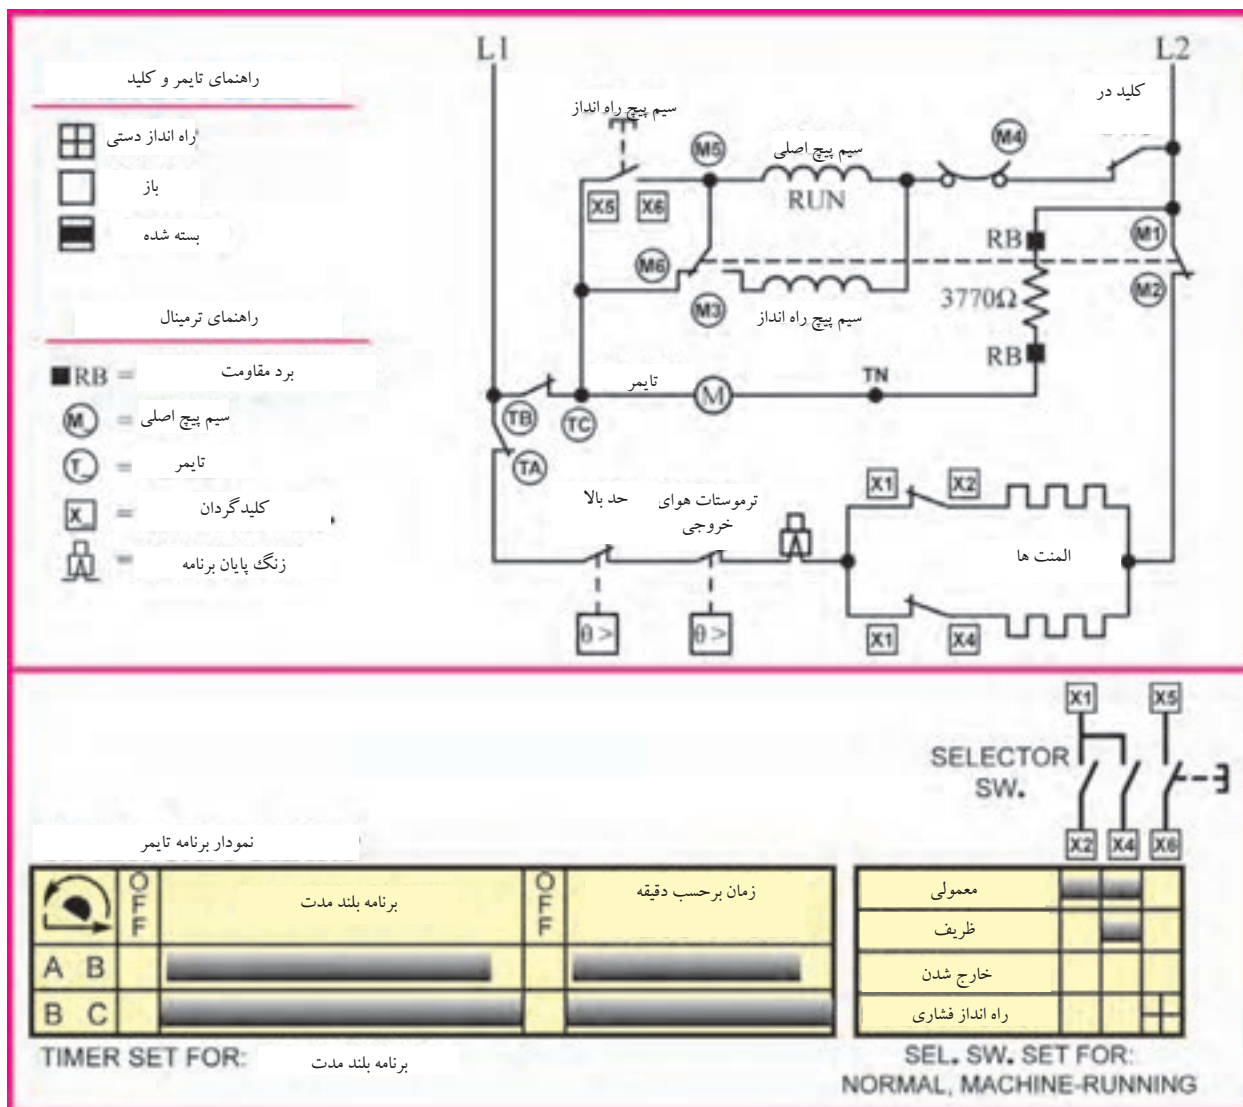 L1
L2
راهنمای تایمر و کلید
راه انداز دستی
باز
بسته شده
راهنمای ترمینال
RB = برد مقاومت
M_ = سیم پیچ اصلی
T_ = تایمر
X_ = کلیدگردان
= زنگ پایان برنامه
سیم پیچ راه انداز
کلید در
M5
سیم پیچ اصلی
M4
RUN
X5
X6
RB
M1
M6
M3
3770Ω
M2
سیم پیچ راه انداز
RB
تایمر
M
TN
TB
TC
TA
حد بالا
ترموستات هوای
خروجی
X1
X2
المنت ها
θ >
θ >
X1
X4
X1
X5
SELECTOR
SW.
X2
X4
X6
نمودار برنامه تایمر
OFF
برنامه بلند مدت
OFF
زمان برحسب دقیقه
A B
B C
TIMER SET FOR: برنامه بلند مدت
معمولی
ظریف
خارج شدن
راه انداز فشاری
SEL. SW. SET FOR:
NORMAL, MACHINE-RUNNING